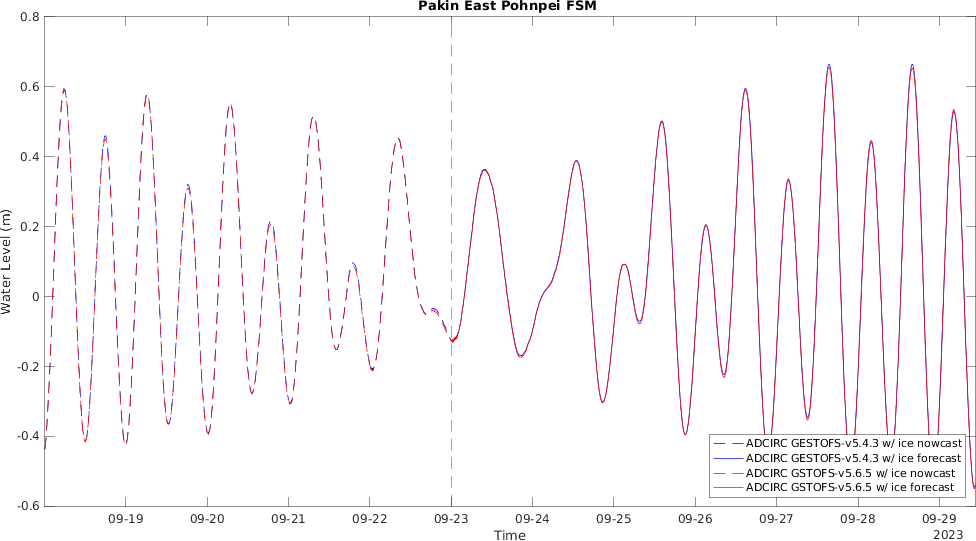 Pakin East Pohnpei FSM
0.8
0.6
0.4
0.2
0
-0.2
-0.4
-0.6
Water Level (m)
ADCIRC GESTOFS-v5.4.3 w/ ice nowcast
ADCIRC GESTOFS-v5.4.3 w/ ice forecast
ADCIRC GSTOFS-v5.6.5 w/ ice nowcast
ADCIRC GSTOFS-v5.6.5 w/ ice forecast
09-19 09-20 09-21 09-22 09-23 09-24 09-25 09-26 09-27 09-28 09-29
Time 2023